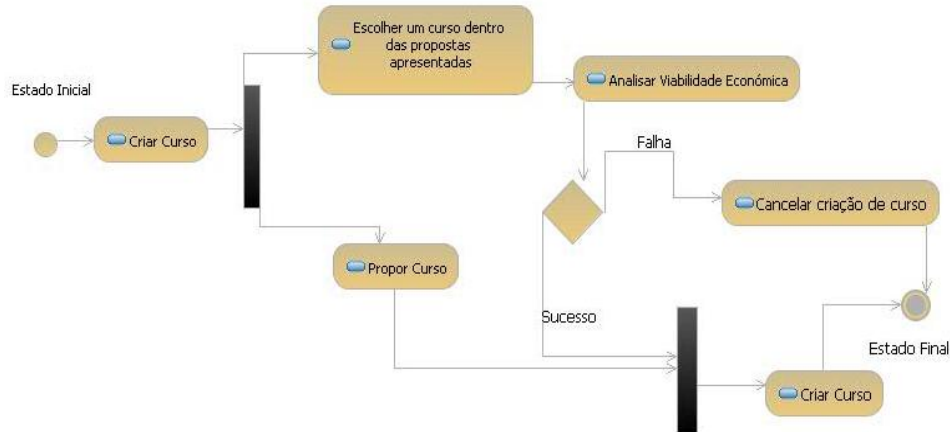 Escolher um curso dentro
das propostas
apresentadas
Analisar Viabilidade Económica
Estado Inicial
Criar Curso
Falha
Cancelar criação de curso
Propor Curso
Sucesso
Estado Final
Criar Curso